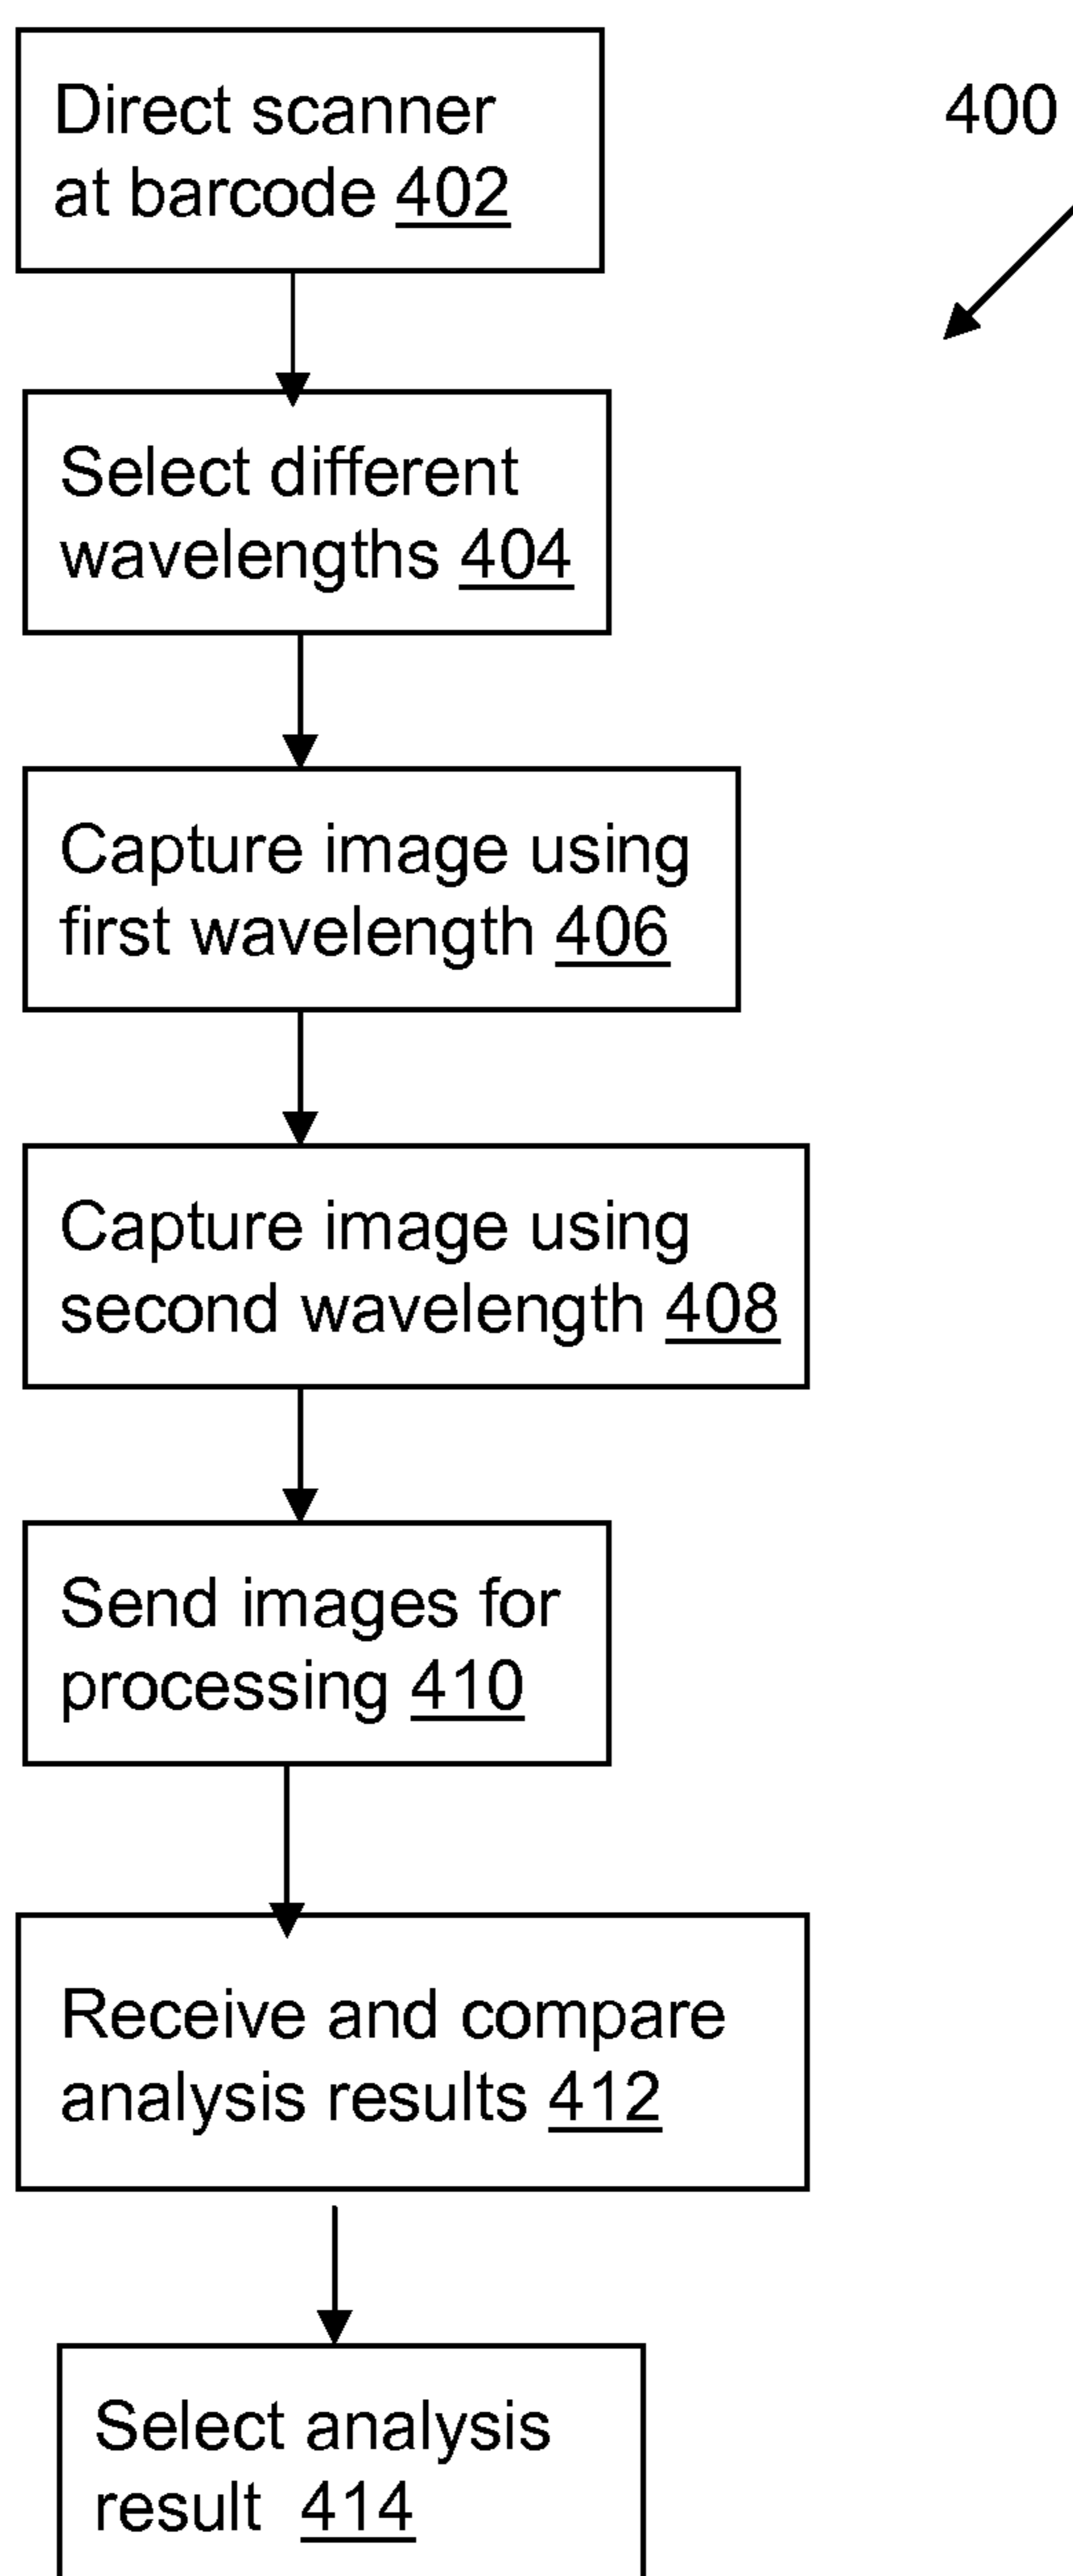 Direct scanner
at barcode 402
400
Select different
wavelengths 404
Capture image using
first wavelength 406
Capture image using
second wavelength 408
Send images for
processing 410
Receive and compare
analysis results 412
Select analysis
result 414